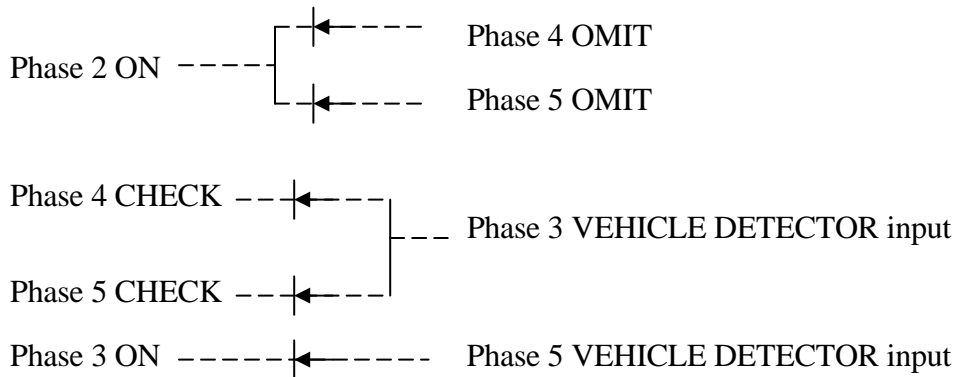 Phase 4 OMIT
Phase 2 ON
Phase 5 OMIT
Phase 4 CHECK
Phase 3 VEHICLE DETECTOR input
Phase 5 CHECK
Phase 3 ON Phase 5 VEHICLE DETECTOR input